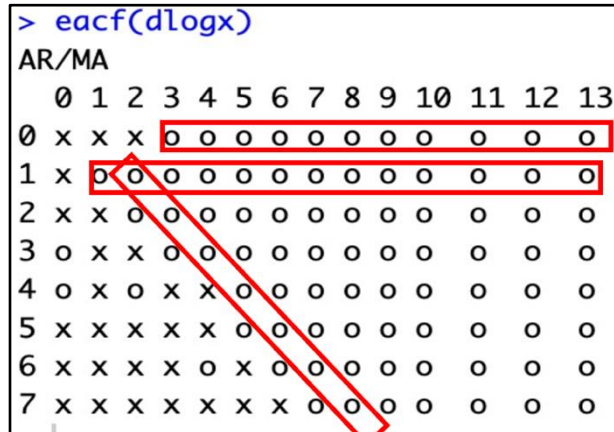 > eacf(dlogx)
AR/MA
0 1 2 3 4 5 6 7 8 9 10 11 12 13
0 x x x o o o o o o o o o o o
1 x o o o o o o o o o o o o o
2 x x o o o o o o o o o o o o
3 o x x o o o o o o o o o o o
4 o x o x x o o o o o o o o o
5 x x x x x o o o o o o o o o
6 x x x x o x o o o o o o o o
7 x x x x x x x o o o o o o o